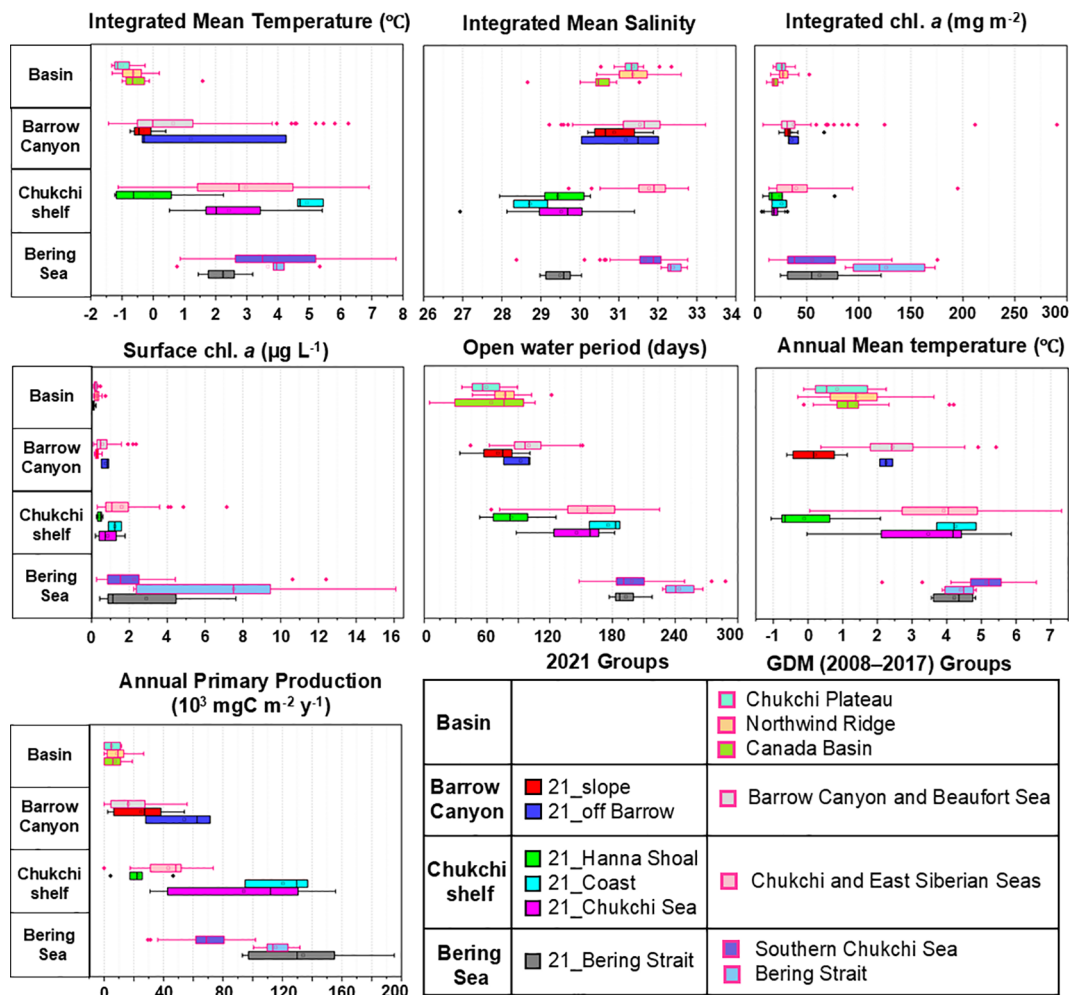 Integrated Mean Temperature (℃)
Integrated Mean Salinity
Integrated chl. a (mg m-2)
Basin
Barrow
Canyon
Chukchi
shelf
Bering
Sea
-2 -1 0 1 2 3 4 5 6 7 8
26 26 28 29 30 31 32 33 34
0 50 100 150 200 250 300
Surface chl. a (µg L-1)
Open water period (days)
Annual Mean temperature (℃)
Basin
Barrow
Canyon
Chukchi
shelf
Bering
Sea
0 2 4 6 8 10 12 14 16
0 60 120 180 240 300
-1 0 1 2 3 4 5 6 7
Annual Primary Production
(10³ mgC m-2 y-1)
Basin
Barrow
Canyon
Chukchi
shelf
Bering
Sea
0 40 80 120 160 200
2021 Groups
GDM (2008–2017) Groups
Basin
Chukchi Plateau
Northwind Ridge
Canada Basin
Barrow
Canyon
21_slope
21_off Barrow
Barrow Canyon and Beaufort Sea
Chukchi
shelf
21_Hanna Shoal
21_Coast
21_Chukchi Sea
Chukchi and East Siberian Seas
Bering
Sea
21_Bering Strait
Southern Chukchi Sea
Bering Strait